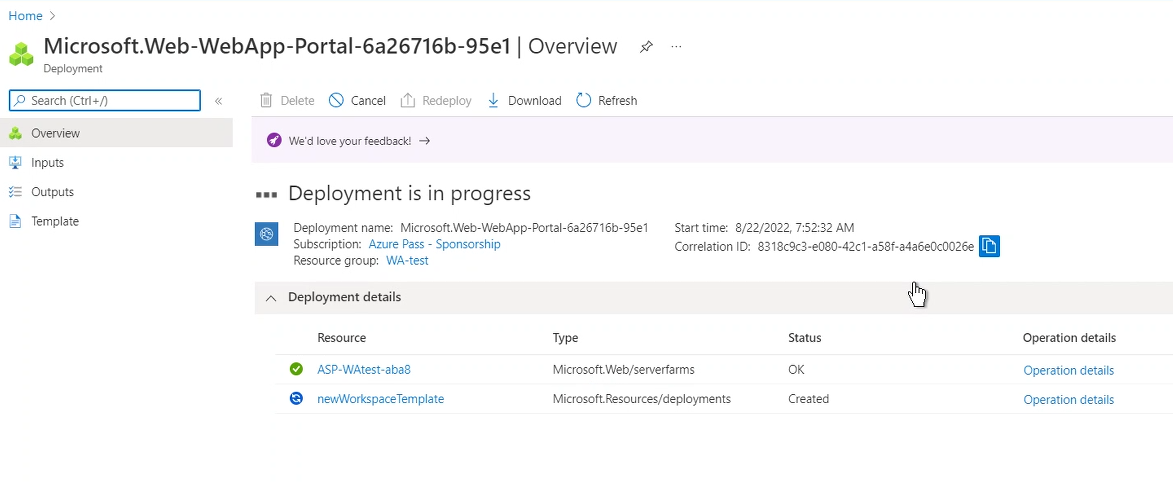 Home >
Microsoft.Web-WebApp-Portal-6a26716b-95e1 | Overview ...
Deployment
Search (Ctrl+/) «
Delete Cancel Redeploy Download Refresh
Overview
Inputs
Outputs
Template
We'd love your feedback! →
Deployment is in progress
Deployment name: Microsoft.Web-WebApp-Portal-6a26716b-95e1
Subscription: Azure Pass - Sponsorship
Resource group: WA-test
Start time: 8/22/2022, 7:52:32 AM
Correlation ID: 8318c9c3-e080-42c1-a58f-a4a6e0c0026e
Deployment details
Resource Type Status Operation details
ASP-WAtest-aba8 Microsoft.Web/serverfarms OK Operation details
newWorkspaceTemplate Microsoft.Resources/deployments Created Operation details